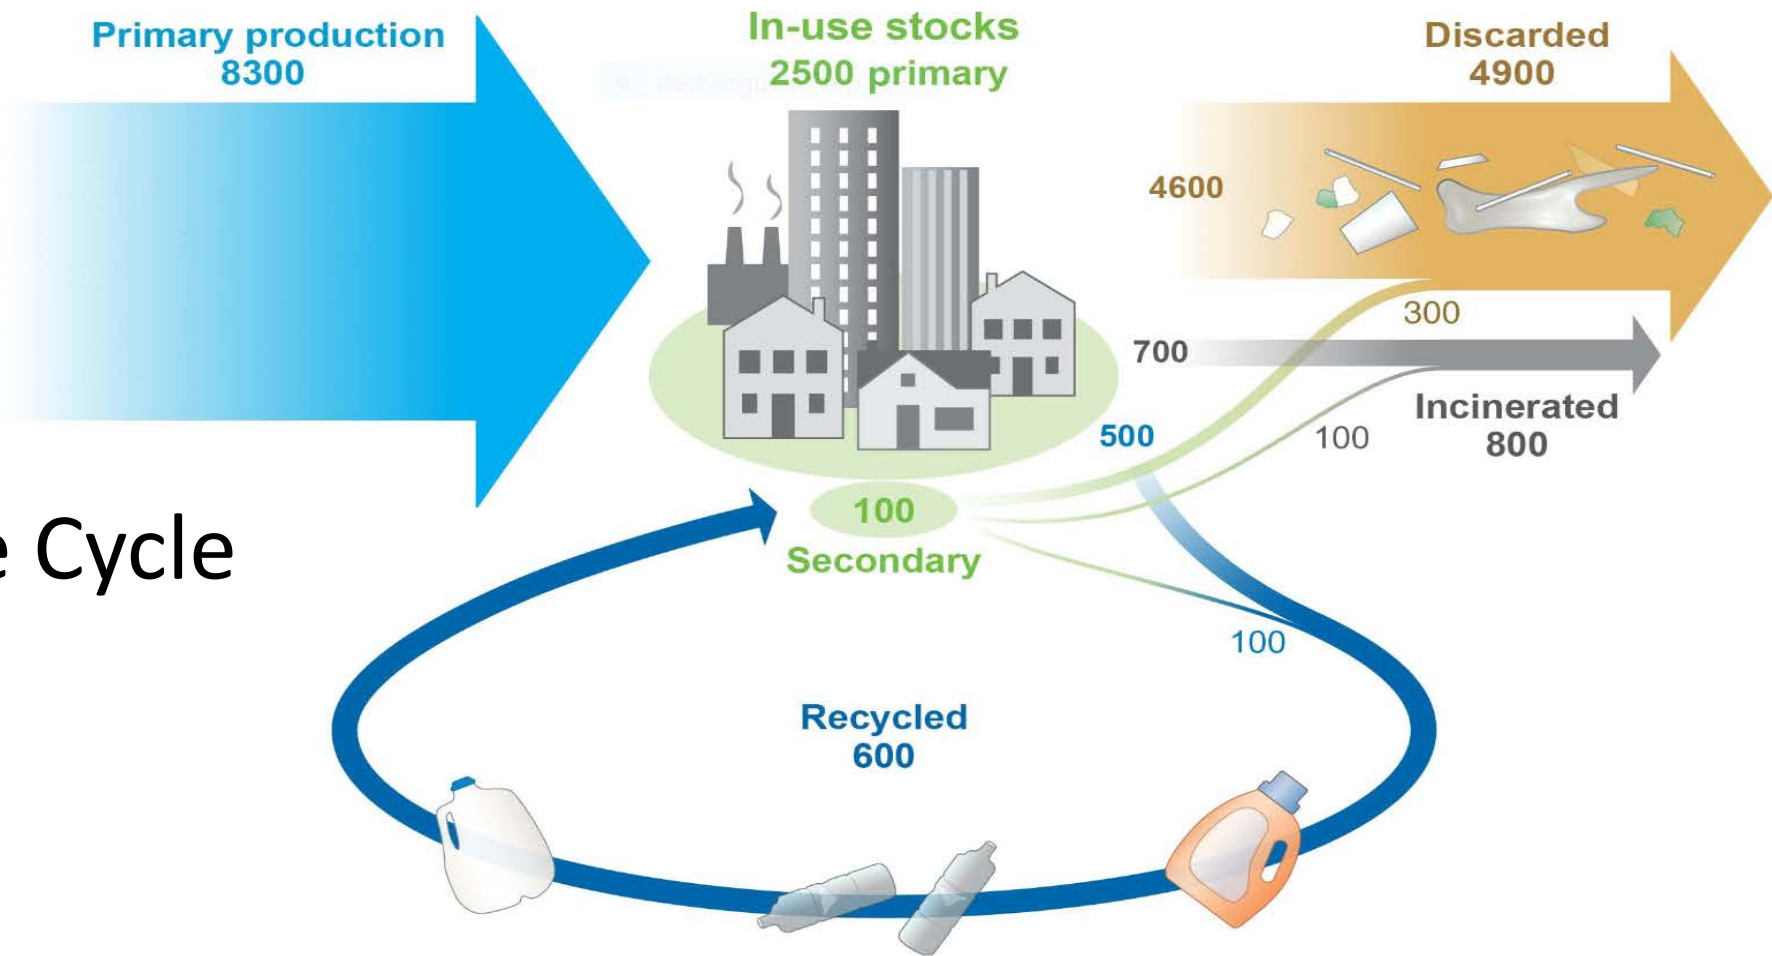 Primary production
8300
In-use stocks
2500 primary
Discarded
4900
4600
300
700
Incinerated
800
100
500
100
Secondary
e Cycle
100
Recycled
600